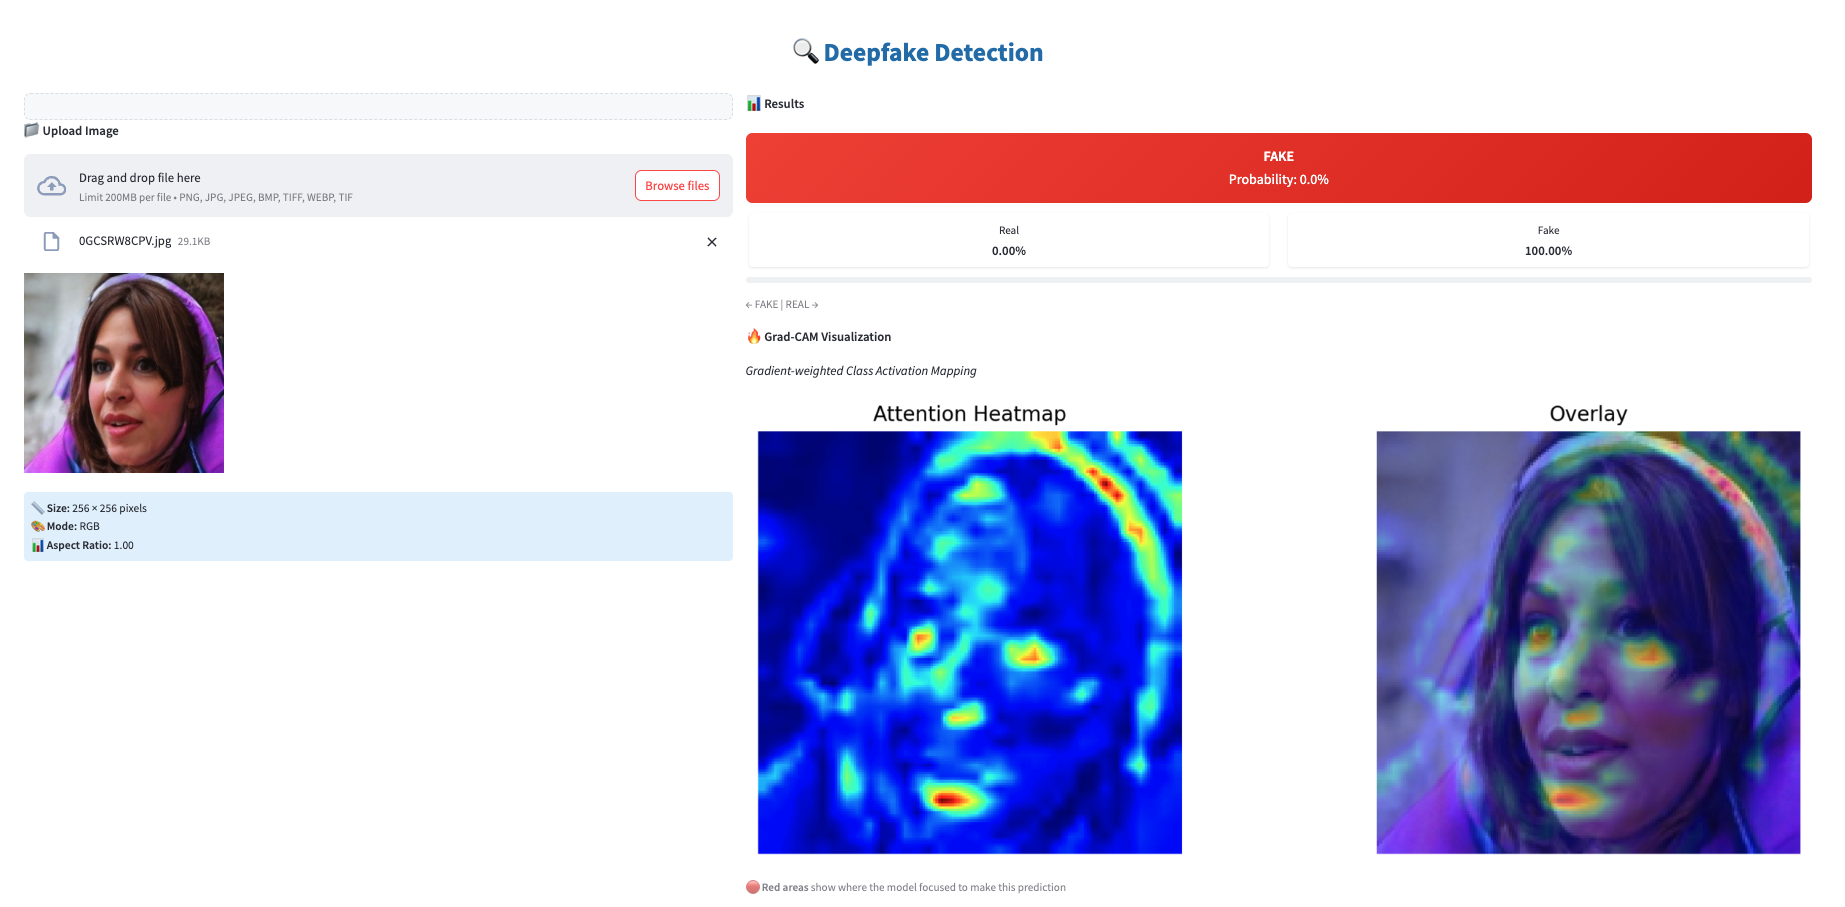 Deepfake Detection
Upload Image
Drag and drop file here
Limit 200MB per file • PNG, JPG, JPEG, BMP, TIFF, WEBP, TIF
Browse files
0GCSRW8CPV.jpg 29.1KB
Size: 256 × 256 pixels
Mode: RGB
Aspect Ratio: 1.00
Results
FAKE
Probability: 0.0%
Real
0.00%
Fake
100.00%
← FAKE | REAL →
Grad-CAM Visualization
Gradient-weighted Class Activation Mapping
Attention Heatmap
Overlay
Red areas show where the model focused to make this prediction